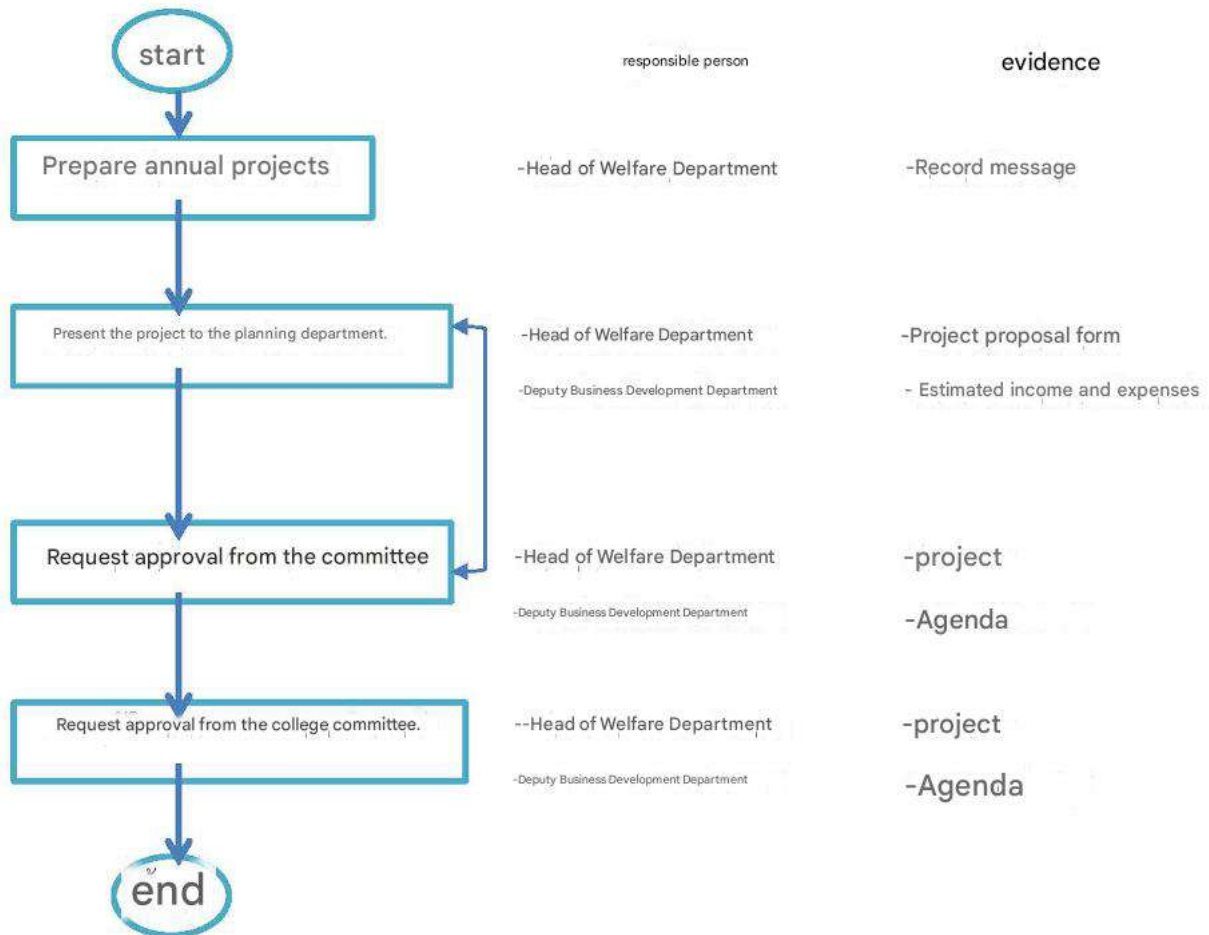 start
responsible person
evidence
Prepare annual projects
-Head of Welfare Department
-Record message
Present the project to the planning department.
-Head of Welfare Department
-Project proposal form
-Deputy Business Development Department
- Estimated income and expenses
Request approval from the committee
-Head of Welfare Department
-project
-Deputy Business Development Department
-Agenda
Request approval from the college committee.
--Head of Welfare Department
-project
-Deputy Business Development Department
-Agenda
end